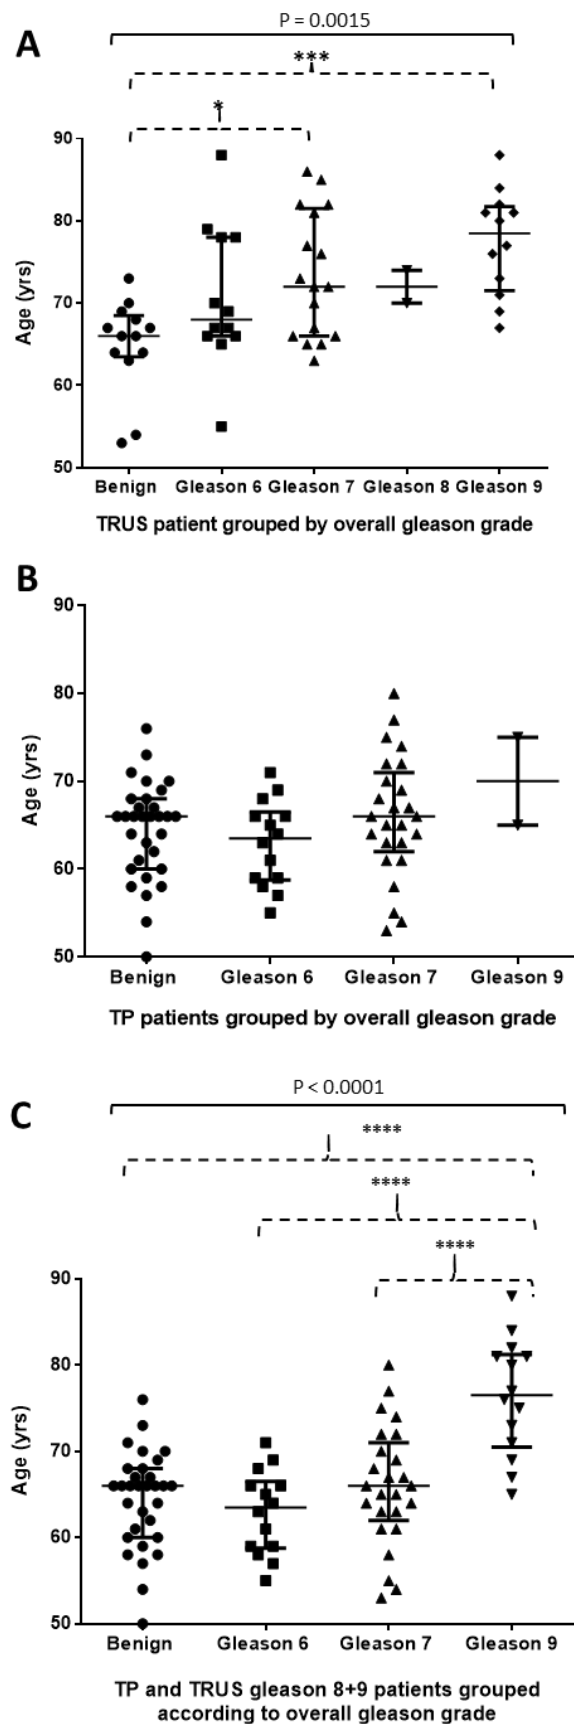 P = 0.0015
A
***
*
90
80
70
60
50
Age (yrs)
Benign Gleason 6 Gleason 7 Gleason 8 Gleason 9
TRUS patient grouped by overall gleason grade
B
90
80
70
60
50
Age (yrs)
Benign Gleason 6 Gleason 7 Gleason 9
TP patients grouped by overall gleason grade
P < 0.0001
C
****
****
****
90
80
70
60
50
Age (yrs)
Benign Gleason 6 Gleason 7 Gleason 9
TP and TRUS gleason 8+9 patients grouped
according to overall gleason grade